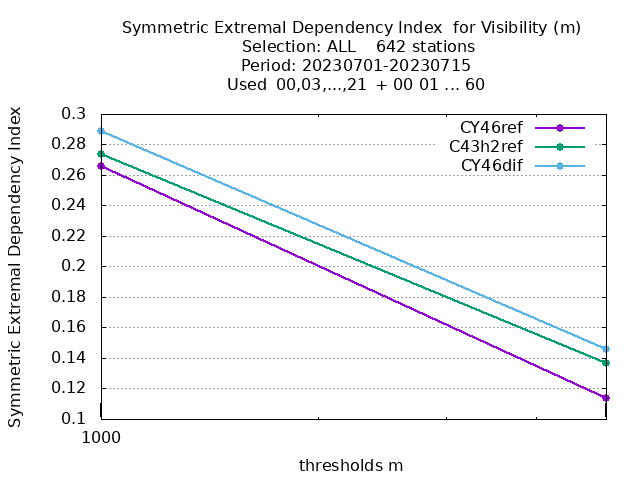 Symmetric Extremal Dependency Index  for Visibility (m)
Selection: ALL    642 stations
Period: 20230701-20230715
Used  00,03,...,21  + 00 01 ... 60
CY46ref
C43h2ref
CY46dif
Symmetric Extremal Dependency Index
0.3
0.28
0.26
0.24
0.22
0.2
0.18
0.16
0.14
0.12
0.1
1000
thresholds m